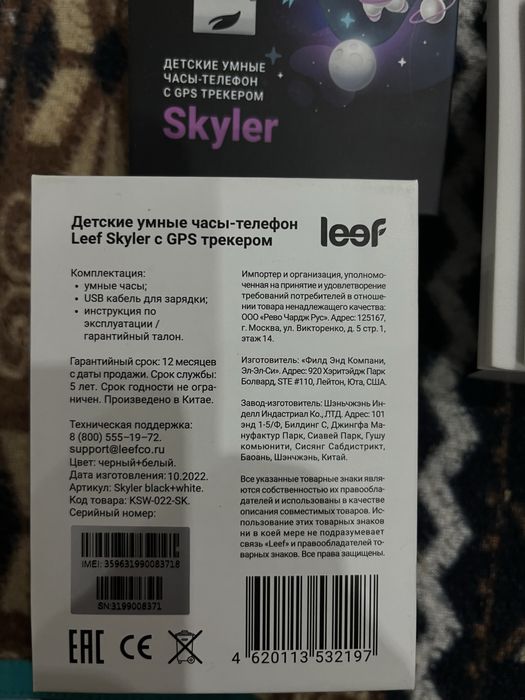 ДЕТСКИЕ УМНЫЕ
ЧАСЫ-ТЕЛЕФОН
С GPS ТРЕКЕРОМ
Skyler
Детские умные часы-телефон
Leef Skyler с GPS трекером
leef
Комплектация:
• умные часы;
• USB кабель для зарядки;
• инструкция по
эксплуатации /
гарантийный талон.
Гарантийный срок: 12 месяцев
с даты продажи. Срок службы:
5 лет. Срок годности не огра-
ничен. Произведено в Китае.
Техническая поддержка:
8 (800) 555–19–72.
support@leefco.ru
Цвет: черный+белый.
Дата изготовления:10.2022.
Артикул: Skyler black+white.
Код товара: KSW-022-SK.
Серийный номер:
IMEI: 359631990083718
SN:3199008371
Импортер и организация, уполномо-
ченная на принятие и удовлетворение
требований потребителей в отноше-
нии товара ненадлежащего качества:
ООО «Рево Чардж Рус». Адрес: 125167,
г. Москва, ул. Викторенко, д. 5 стр. 1,
этаж 14.
Изготовитель: «Филд Энд Компани,
Эл-Эл-Си». Адрес: 920 Хэритэйдж Парк
Болвард, STE #110, Лейтон, Юта, США.
Завод-изготовитель: Шэньчжэнь Ин-
делл Индастриал Ко., ЛТД. Адрес: 101
энд 1-5/Ф, Билдинг С, Джингфа Ма-
нуфактур Парк, Сиавей Парк, Гушу
комьюнити, Сисянг Сабдистрикт,
Баоань, Шэнчжэнь, Китай.
Все указанные товарные знаки явля-
ются собственностью их правообла-
дателей и использованы в качестве
описания совместимых товаров. Ис-
пользование этих товарных знаков
ни в коей мере не подразумевает
связь «Leef» и правообладателей то-
варных знаков. Все права защищены.
EAC CE
4 620113 532197